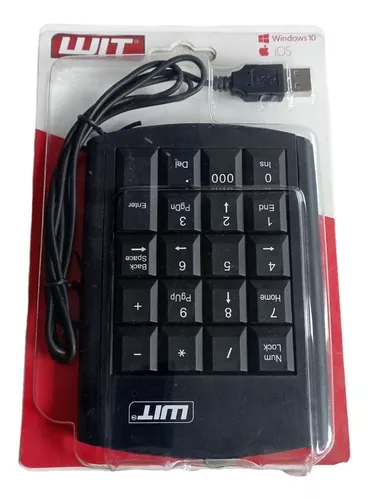 WIT
Windows 10
iOS
WIT®
Num Lock / * -
7 Home 8 ↑ 9 PgUp +
4 ← 5 6 → Back Space ←
1 End 2 ↓ 3 PgDn Enter
0 Ins 000 . Del